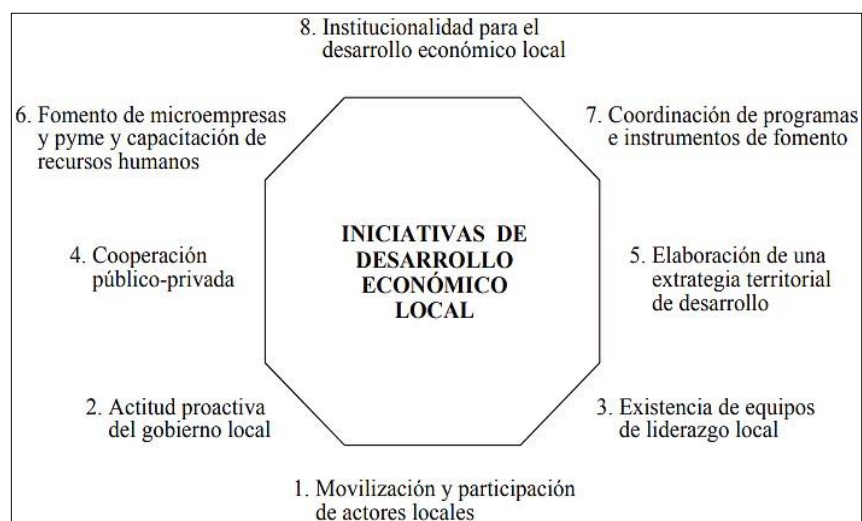 8. Institucionalidad para el
desarrollo económico local
6. Fomento de microempresas
y pyme y capacitación de
recursos humanos
7. Coordinación de programas
e instrumentos de fomento
INICIATIVAS DE
DESARROLLO
ECONÓMICO
LOCAL
4. Cooperación
público-privada
5. Elaboración de una
extrategia territorial
de desarrollo
2. Actitud proactiva
del gobierno local
3. Existencia de equipos
de liderazgo local
1. Movilización y participación
de actores locales